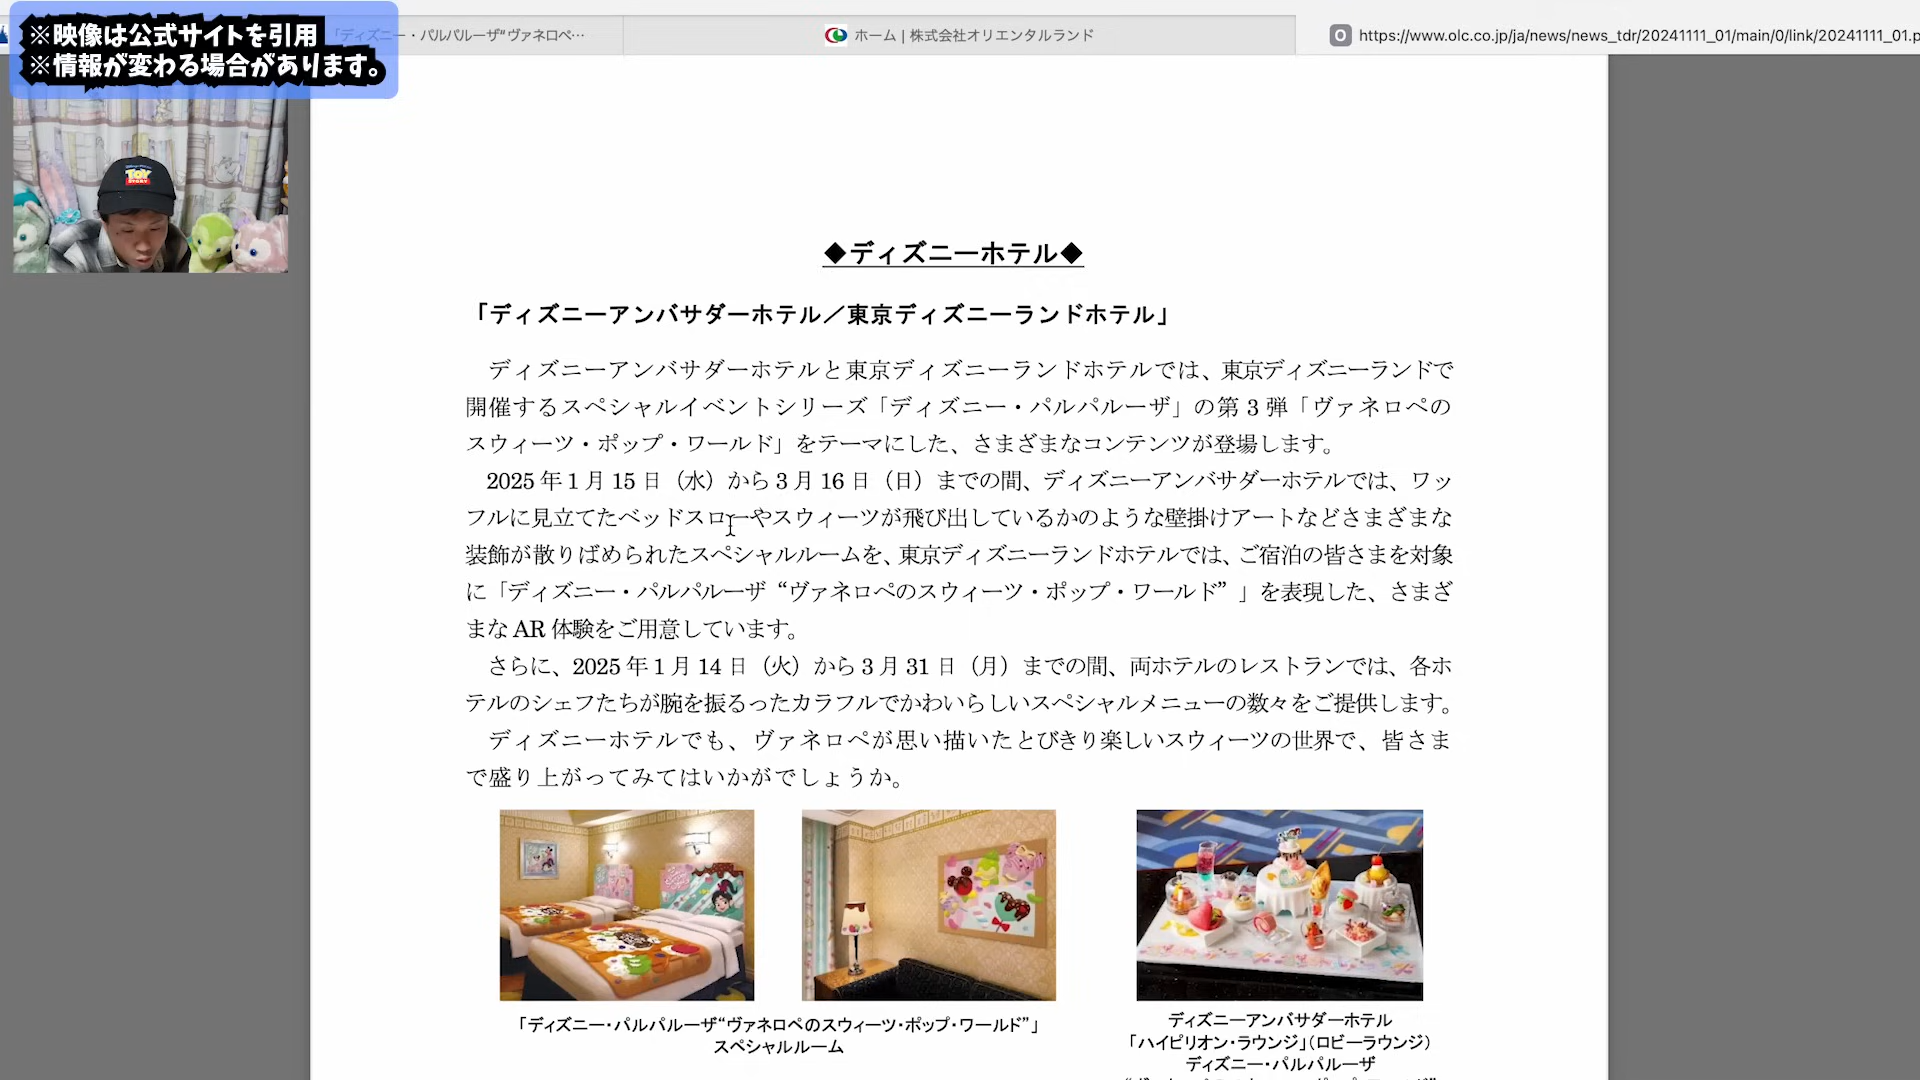 ※映像は公式サイトを引用
※情報が変わる場合があります。
「ディズニー・パルパルーザ“ヴァネロペ…
ホーム | 株式会社オリエンタルランド
https://www.olc.co.jp/ja/news/news_tdr/20241111_01/main/0/link/20241111_01.p
TOY
◆ディズニーホテル◆
「ディズニーアンバサダーホテル／東京ディズニーランドホテル」
ディズニーアンバサダーホテルと東京ディズニーランドホテルでは、東京ディズニーランドで
開催するスペシャルイベントシリーズ「ディズニー・パルパルーザ」の第 3 弾「ヴァネロペの
スウィーツ・ポップ・ワールド」をテーマにした、さまざまなコンテンツが登場します。
2025 年 1 月 15 日（水）から 3 月 16 日（日）までの間、ディズニーアンバサダーホテルでは、ワッ
フルに見立てたベッドスローやスウィーツが飛び出しているかのような壁掛けアートなどさまざまな
装飾が散りばめられたスペシャルルームを、東京ディズニーランドホテルでは、ご宿泊の皆さまを対象
に「ディズニー・パルパルーザ “ヴァネロペのスウィーツ・ポップ・ワールド” 」を表現した、さまざ
まな AR 体験をご用意しています。
さらに、2025 年 1 月 14 日（火）から 3 月 31 日（月）までの間、両ホテルのレストランでは、各ホ
テルのシェフたちが腕を振るったカラフルでかわいらしいスペシャルメニューの数々をご提供します。
ディズニーホテルでも、ヴァネロペが思い描いたとびきり楽しいスウィーツの世界で、皆さま
で盛り上がってみてはいかがでしょうか。
「ディズニー・パルパルーザ“ヴァネロペのスウィーツ・ポップ・ワールド”」
スペシャルルーム
ディズニーアンバサダーホテル
「ハイピリオン・ラウンジ」（ロビーラウンジ）
ディズニー・パルパルーザ